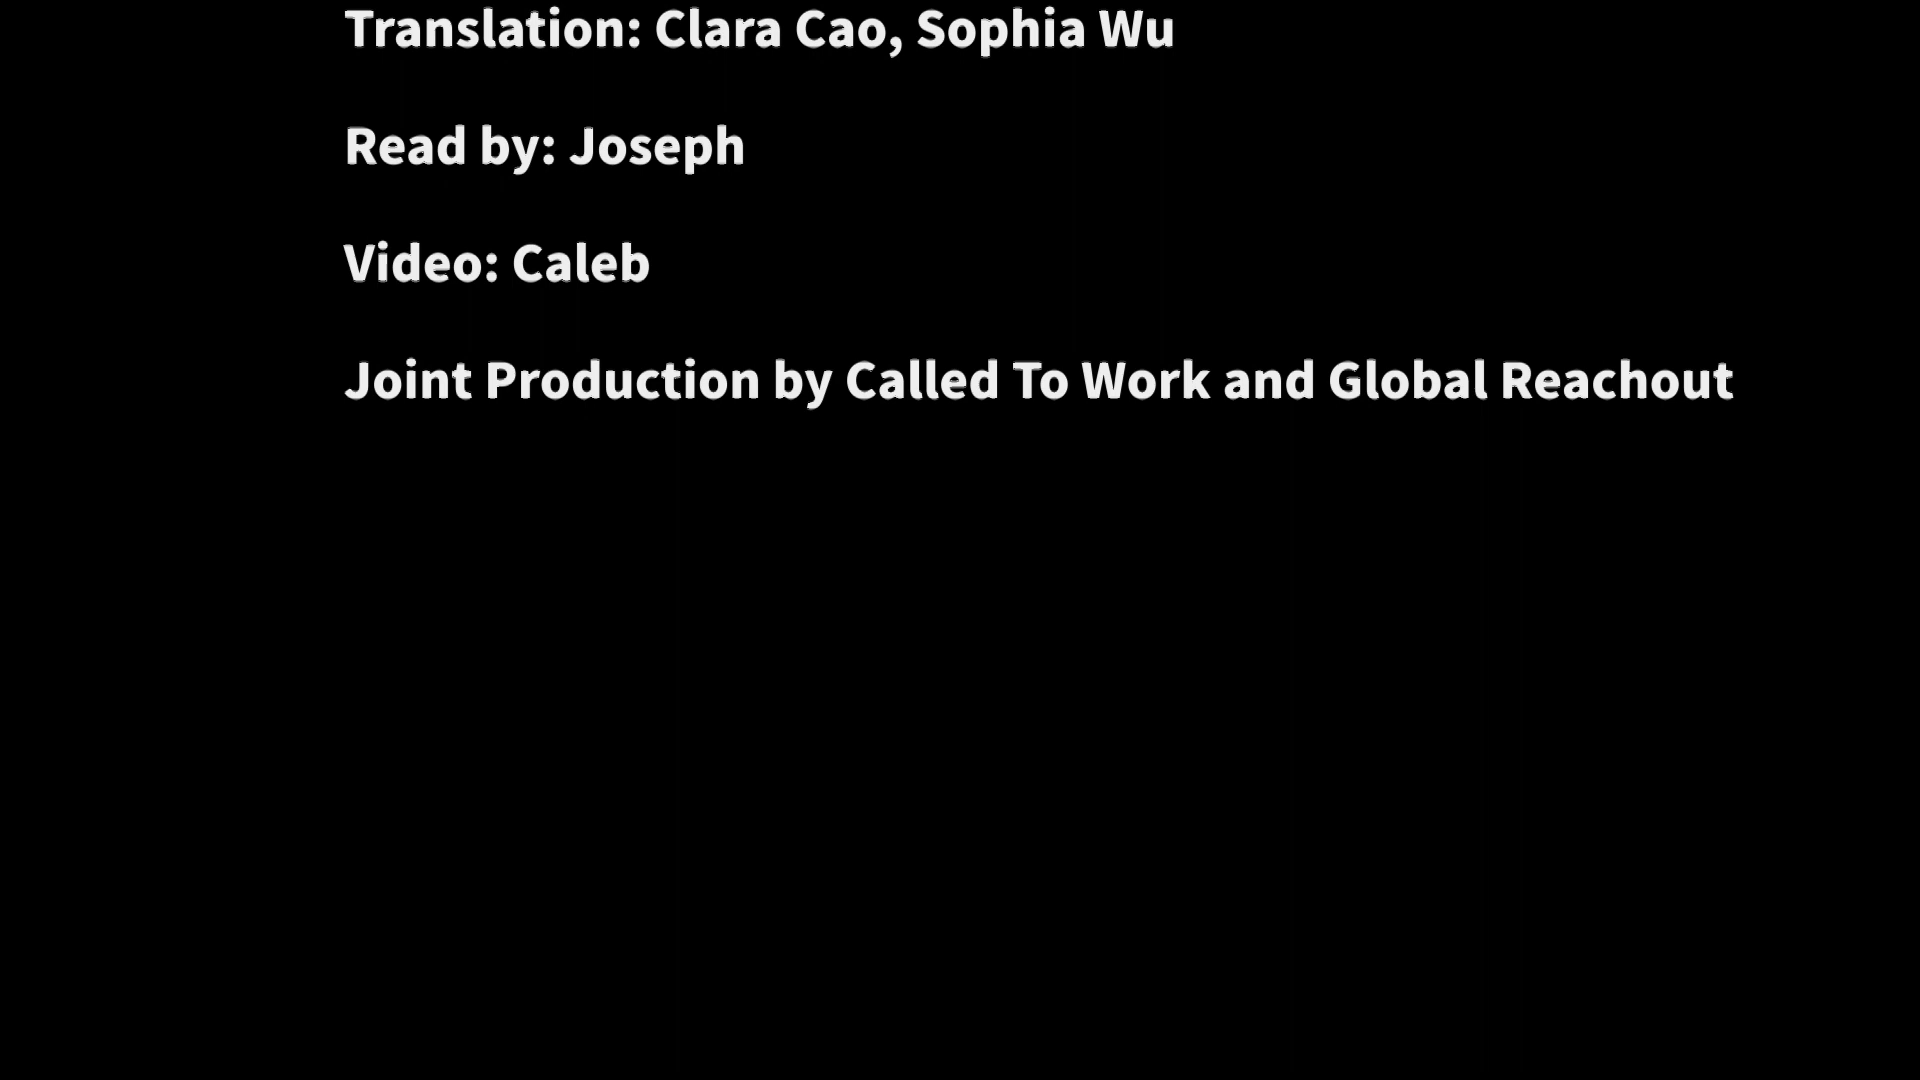 Translation: Clara Cao, Sophia Wu
Read by: Joseph
Video: Caleb
Joint Production by Called To Work and Global Reachout